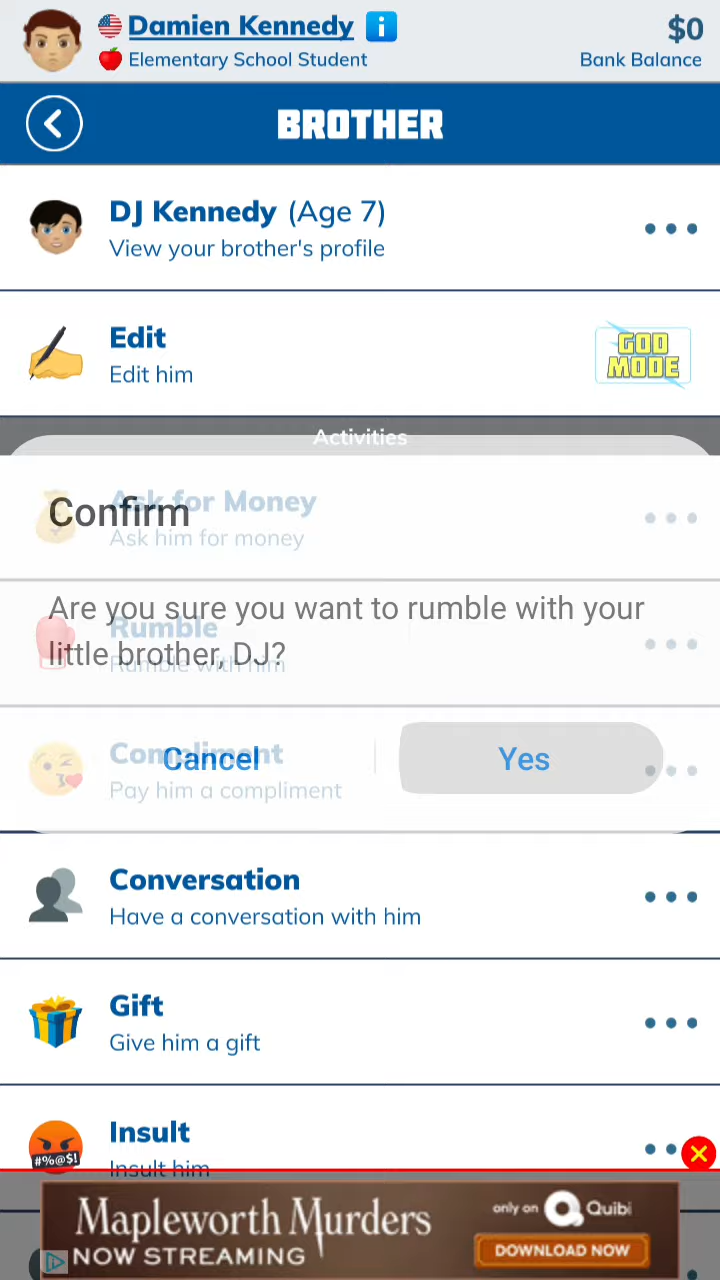 Damien Kennedy i
$0
Elementary School Student
Bank Balance
BROTHER
DJ Kennedy (Age 7)
View your brother's profile
Edit
Edit him
GOD
MODE
Activities
Ask for Money
Confirm
Ask him for money
Are you sure you want to rumble with your
Rumble
little brother, DJ?
Rumble with him
Compliment
Cancel
Yes
Pay him a compliment
Conversation
Have a conversation with him
Gift
Give him a gift
Insult
#%@$!
Insult him
Mapleworth Murders
NOW STREAMING
only on Quibi
DOWNLOAD NOW